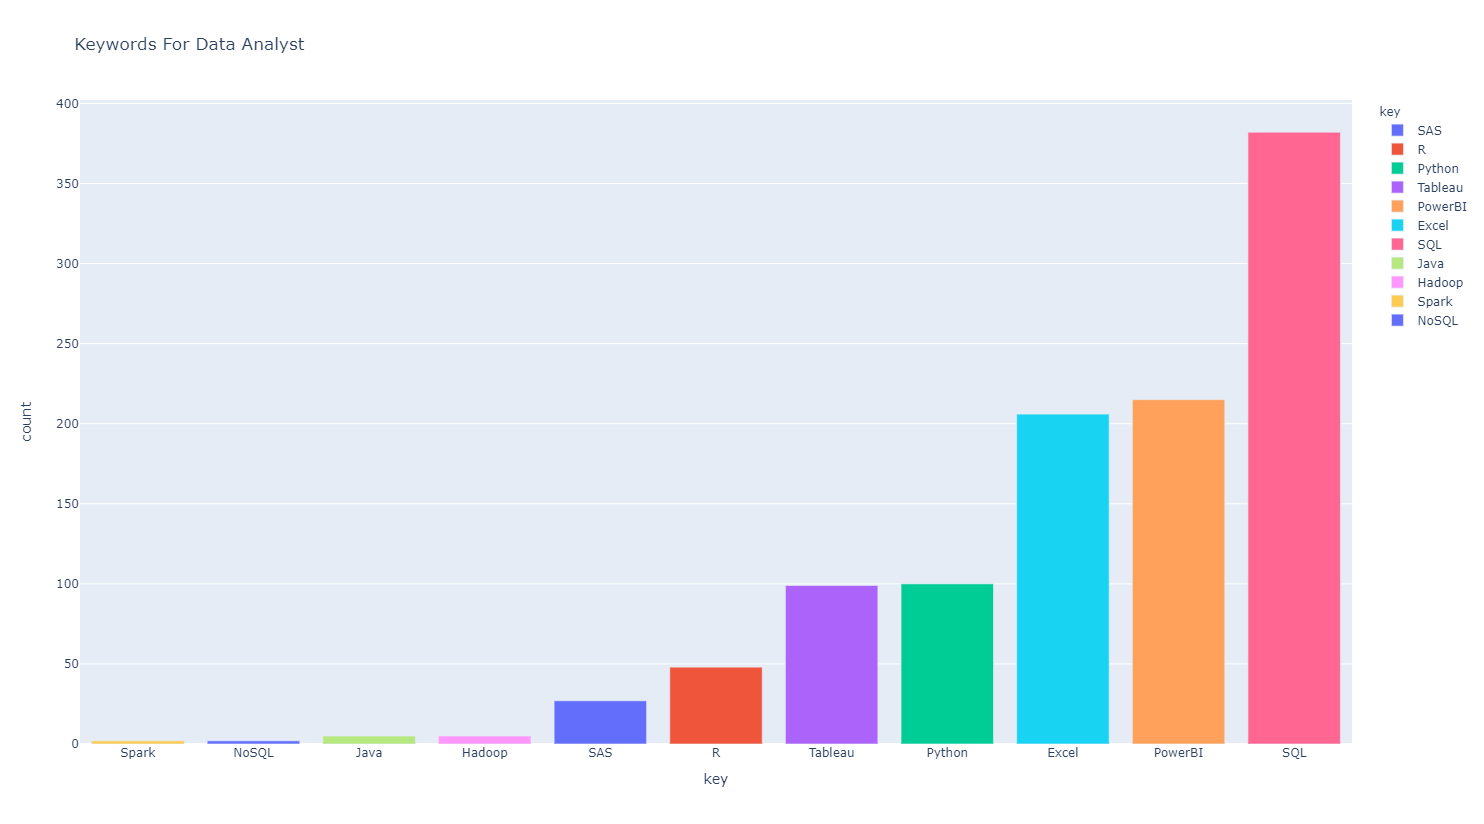 Keywords For Data Analyst
400
350
300
250
200
150
100
50
0
count
Spark NoSQL Java Hadoop SAS R Tableau Python Excel PowerBI SQL
key
key
SAS
R
Python
Tableau
PowerBI
Excel
SQL
Java
Hadoop
Spark
NoSQL